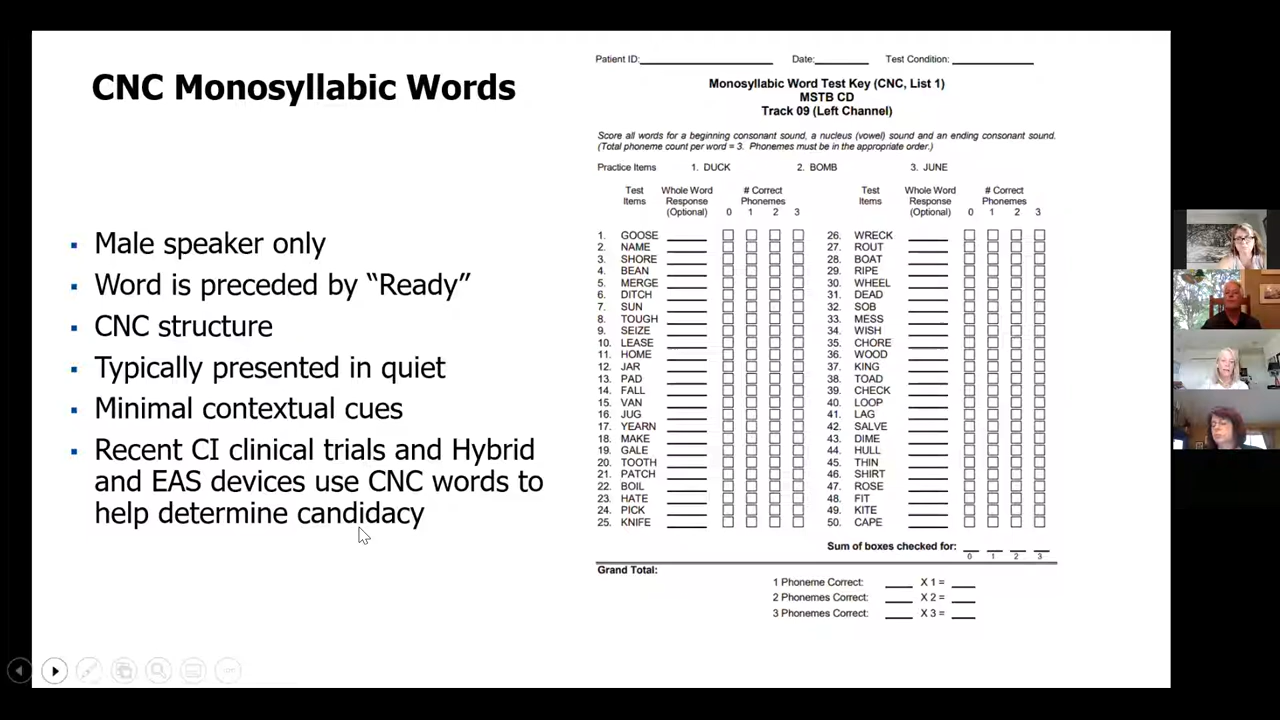 CNC Monosyllabic Words
▪ Male speaker only
▪ Word is preceded by “Ready”
▪ CNC structure
▪ Typically presented in quiet
▪ Minimal contextual cues
▪ Recent CI clinical trials and Hybrid
and EAS devices use CNC words to
help determine candidacy
Patient ID: Date: Test Condition:
Monosyllabic Word Test Key (CNC, List 1)
MSTB CD
Track 09 (Left Channel)
Score all words for a beginning consonant sound, a nucleus (vowel) sound and an ending consonant sound.
(Total phoneme count per word = 3. Phonemes must be in the appropriate order.)
Practice Items 1. DUCK 2. BOMB 3. JUNE
Test Whole Word # Correct Test Whole Word # Correct
Items Response Phonemes Items Response Phonemes
(Optional) 0 1 2 3 (Optional) 0 1 2 3
1. GOOSE 26. WRECK
2. NAME 27. ROUT
3. SHORE 28. BOAT
4. BEAN 29. RIPE
5. MERGE 30. WHEEL
6. DITCH 31. DEAD
7. SUN 32. SOB
8. TOUGH 33. MESS
9. SEIZE 34. WISH
10. LEASE 35. CHORE
11. HOME 36. WOOD
12. JAR 37. KING
13. PAD 38. TOAD
14. FALL 39. CHECK
15. VAN 40. LOOP
16. JUG 41. LAG
17. YEARN 42. SALVE
18. MAKE 43. DIME
19. GALE 44. HULL
20. TOOTH 45. THIN
21. PATCH 46. SHIRT
22. BOIL 47. ROSE
23. HATE 48. FIT
24. PICK 49. KITE
25. KNIFE 50. CAPE
Sum of boxes checked for:
0 1 2 3
Grand Total:
1 Phoneme Correct: X 1 =
2 Phonemes Correct: X 2 =
3 Phonemes Correct: X 3 =